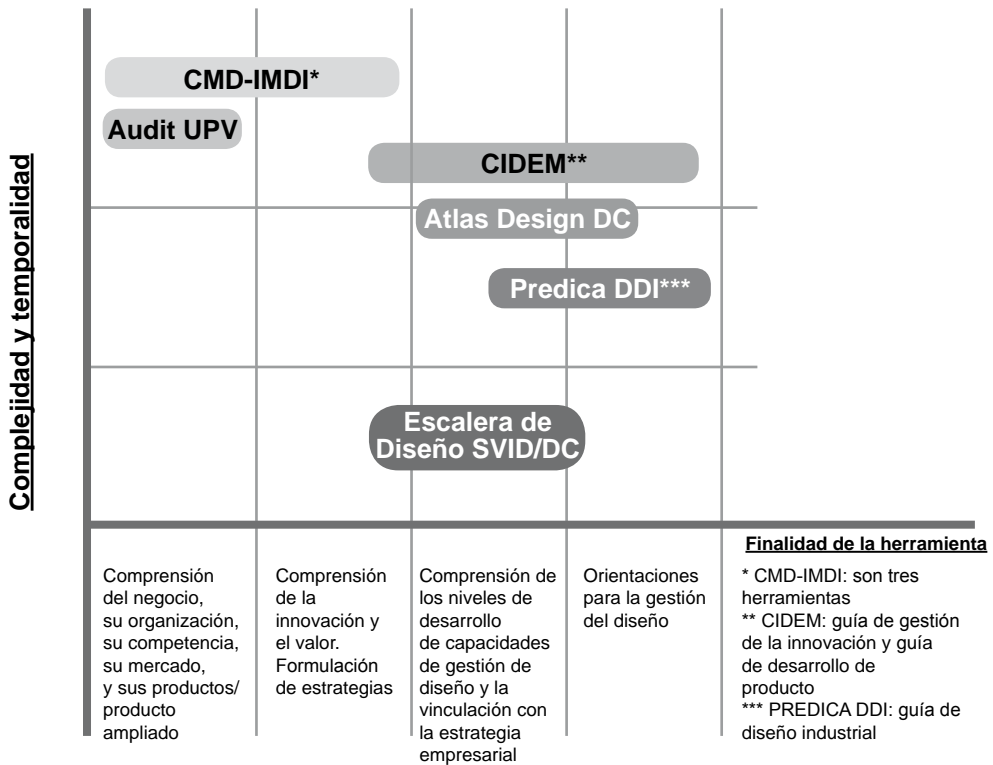 Complejidad y temporalidad
CMD-IMDI*
Audit UPV
CIDEM**
Atlas Design DC
Predica DDI***
Escalera de
Diseño SVID/DC
Comprensión
del negocio,
su organización,
su competencia,
su mercado,
y sus productos/
producto
ampliado
Comprensión
de la
innovación y
el valor.
Formulación
de estrategias
Comprensión de
los niveles de
desarrollo
de capacidades
de gestión de
diseño y la
vinculación con
la estrategia
empresarial
Orientaciones
para la gestión
del diseño
Finalidad de la herramienta
* CMD-IMDI: son tres
herramientas
** CIDEM: guía de gestión
de la innovación y guía
de desarrollo de
producto
*** PREDICA DDI: guía de
diseño industrial